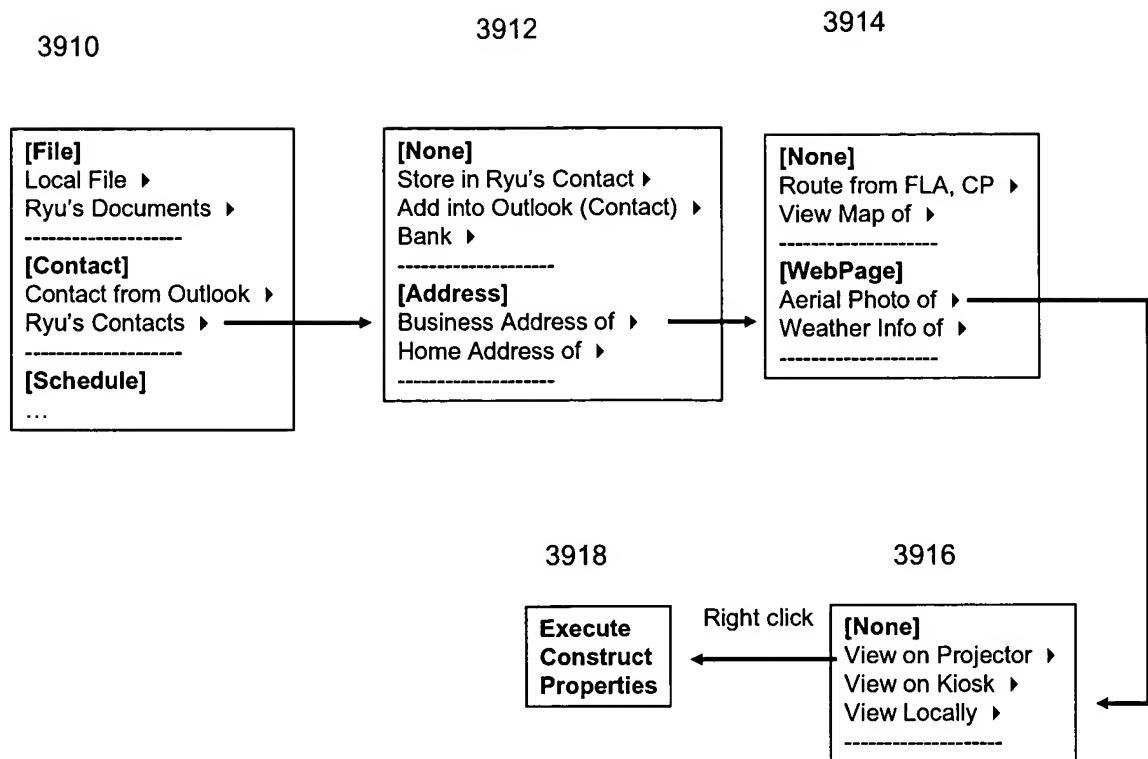 3910
3912
3914
[File]
Local File ▸
Ryu's Documents ▸
--------------------
[Contact]
Contact from Outlook ▸
Ryu's Contacts ▸
--------------------
[Schedule]
...
[None]
Store in Ryu's Contact ▸
Add into Outlook (Contact) ▸
Bank ▸
--------------------
[Address]
Business Address of ▸
Home Address of ▸
--------------------
[None]
Route from FLA, CP ▸
View Map of ▸
--------------------
[WebPage]
Aerial Photo of ▸
Weather Info of ▸
--------------------
3918
3916
Execute
Construct
Properties
Right click
[None]
View on Projector ▸
View on Kiosk ▸
View Locally ▸
--------------------